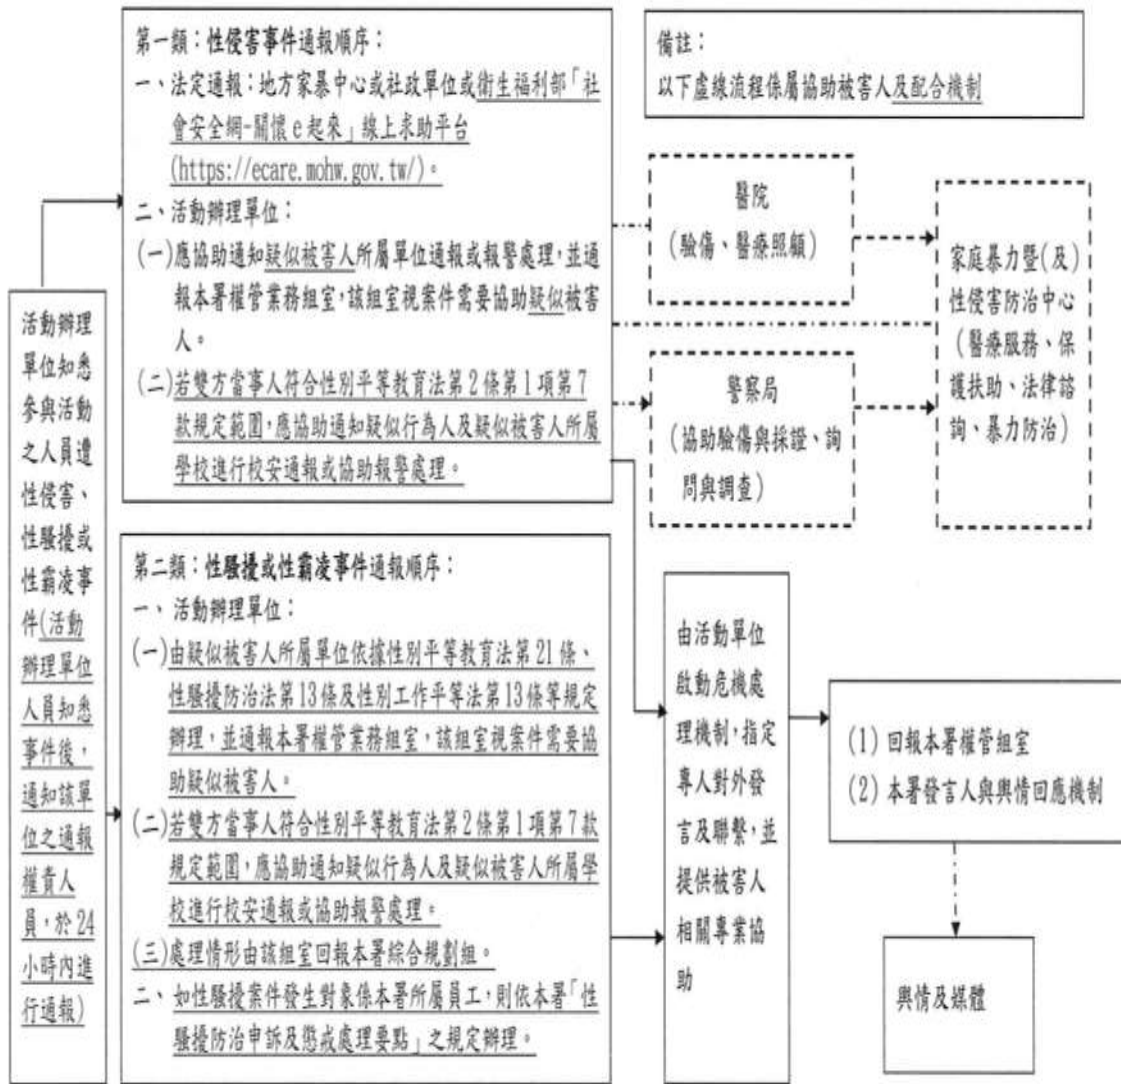 活動辦理
單位知悉
參與活動
之人員遭
性侵害、
性騷擾或
性霸凌事
件(活動
辦理單位
人員知悉
事件後，
通知該單
位之通報
權責人
員，於24
小時內進
行通報)
第一類：性侵害事件通報順序：
一、法定通報：地方家暴中心或社政單位或衛生福利部「社
會安全網-關懷e起來」線上求助平台
(https://ecare.mohw.gov.tw/)。
二、活動辦理單位：
(一)應協助通知疑似被害人所屬單位通報或報警處理，並通
報本署權管業務組室，該組室視案件需要協助疑似被害
人。
(二)若雙方當事人符合性別平等教育法第2條第1項第7
款規定範圍，應協助通知疑似行為人及疑似被害人所屬
學校進行校安通報或協助報警處理。
第二類：性騷擾或性霸凌事件通報順序：
一、活動辦理單位：
(一)由疑似被害人所屬單位依據性別平等教育法第21條、
性騷擾防治法第13條及性別工作平等法第13條等規定
辦理，並通報本署權管業務組室，該組室視案件需要協
助疑似被害人。
(二)若雙方當事人符合性別平等教育法第2條第1項第7款
規定範圍，應協助通知疑似行為人及疑似被害人所屬學
校進行校安通報或協助報警處理。
(三)處理情形由該組室回報本署綜合規劃組。
二、如性騷擾案件發生對象係本署所屬員工，則依本署「性
騷擾防治申訴及懲戒處理要點」之規定辦理。
備註：
以下虛線流程係屬協助被害人及配合機制
醫院
(驗傷、醫療照顧)
警察局
(協助驗傷與採證、詢
問與調查)
家庭暴力暨(及)
性侵害防治中心
(醫療服務、保
護扶助、法律諮
詢、暴力防治)
由活動單位
啟動危機處
理機制，指定
專人對外發
言及聯繫，並
提供被害人
相關專業協
助
(1) 回報本署權管組室
(2) 本署發言人與輿情回應機制
輿情及媒體